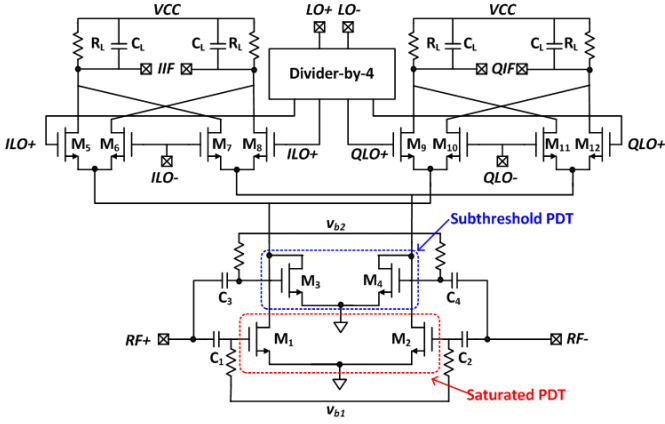 VCC LO+ LO- VCC
RL CL CL RL RL CL CL RL
IIF QIF
Divider-by-4
ILO+ M5 M6 M7 M8 ILO+ QLO+ M9 M10 M11 M12 QLO+
ILO- QLO-
Subthreshold PDT
vb2
M3 M4
C3 C4
RF+ M1 M2 RF-
C1 C2
Saturated PDT
vb1